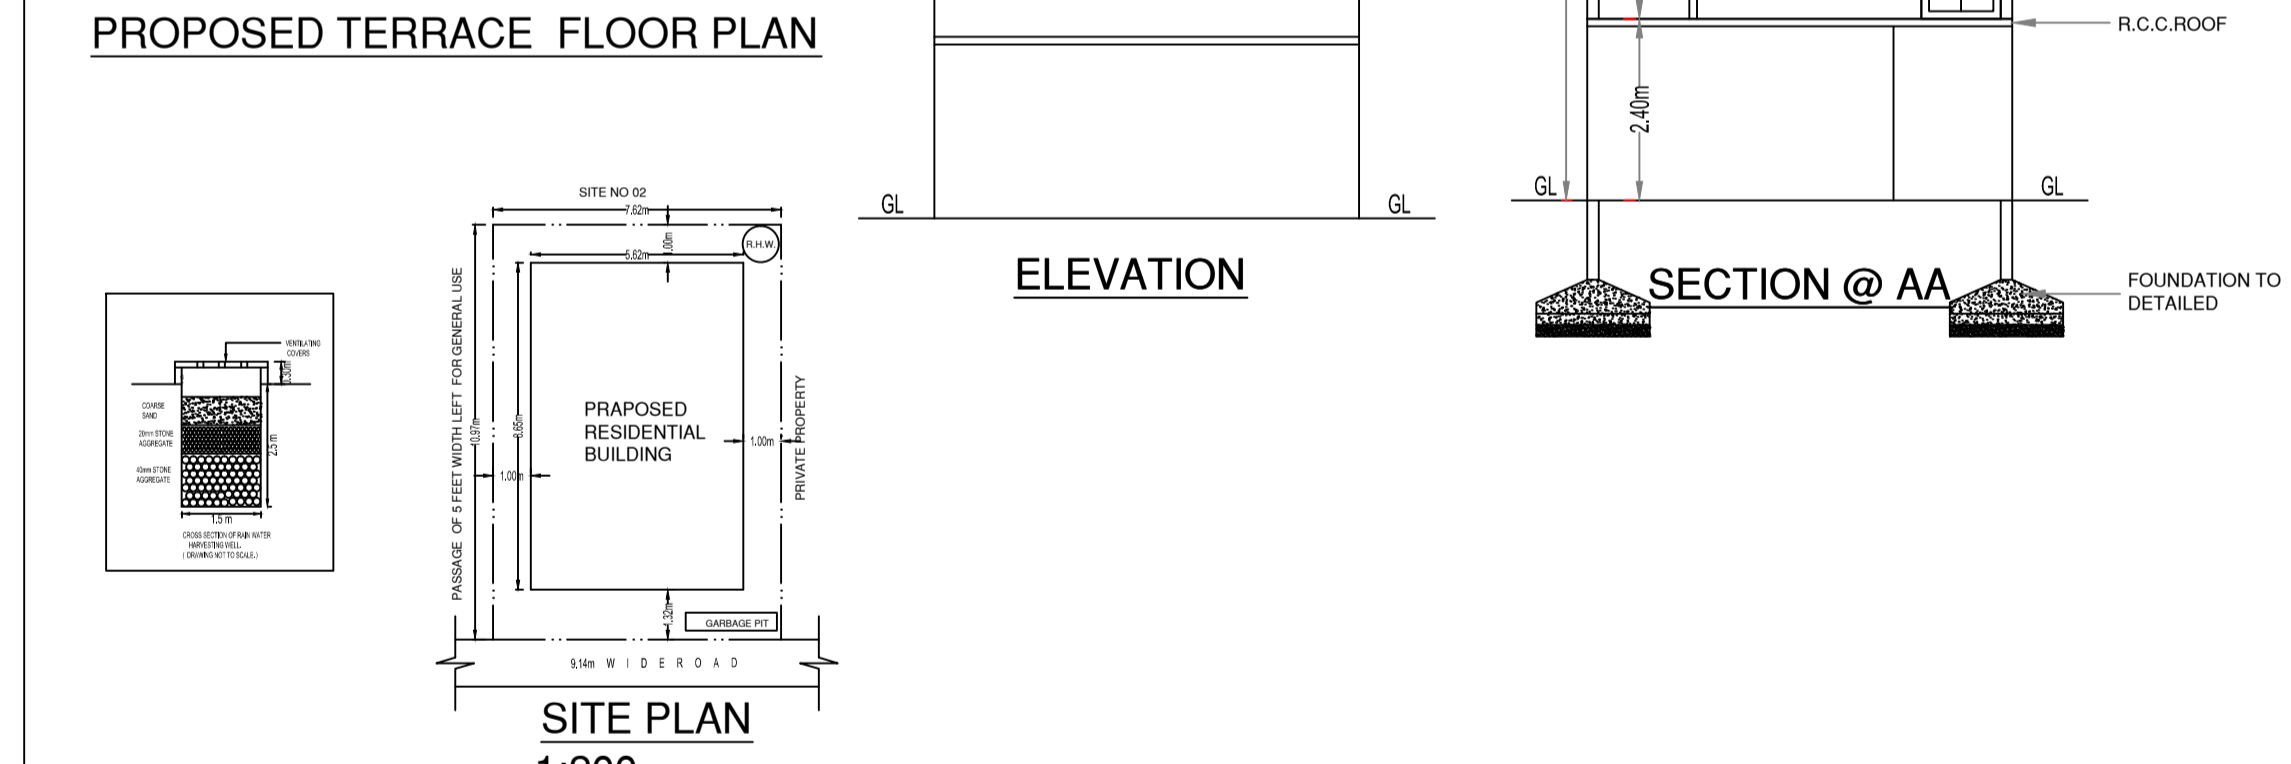 PROPOSED TERRACE FLOOR PLAN
R.C.C.ROOF
2.40m
GL
GL
GL
GL
ELEVATION
SECTION @ AA
FOUNDATION TO
DETAILED
SITE NO 02
7.62m
R.H.W.
1.00m
5.62m
PASSAGE OF 5 FEET WIDTH LEFT FOR GENERAL USE
10.97m
8.65m
PRAPOSED
RESIDENTIAL
BUILDING
1.00m
1.00m
PRIVATE PROPERTY
1.32m
GARBAGE PIT
9.14m W I D E R O A D
SITE PLAN
VENTILATING
COVERS
0.30m
COARSE
SAND
20mm STONE
AGGREGATE
40mm STONE
AGGREGATE
2.5 m
1.5 m
CROSS SECTION OF RAIN WATER
HARVESTING WELL.
( DRAWING NOT TO SCALE.)